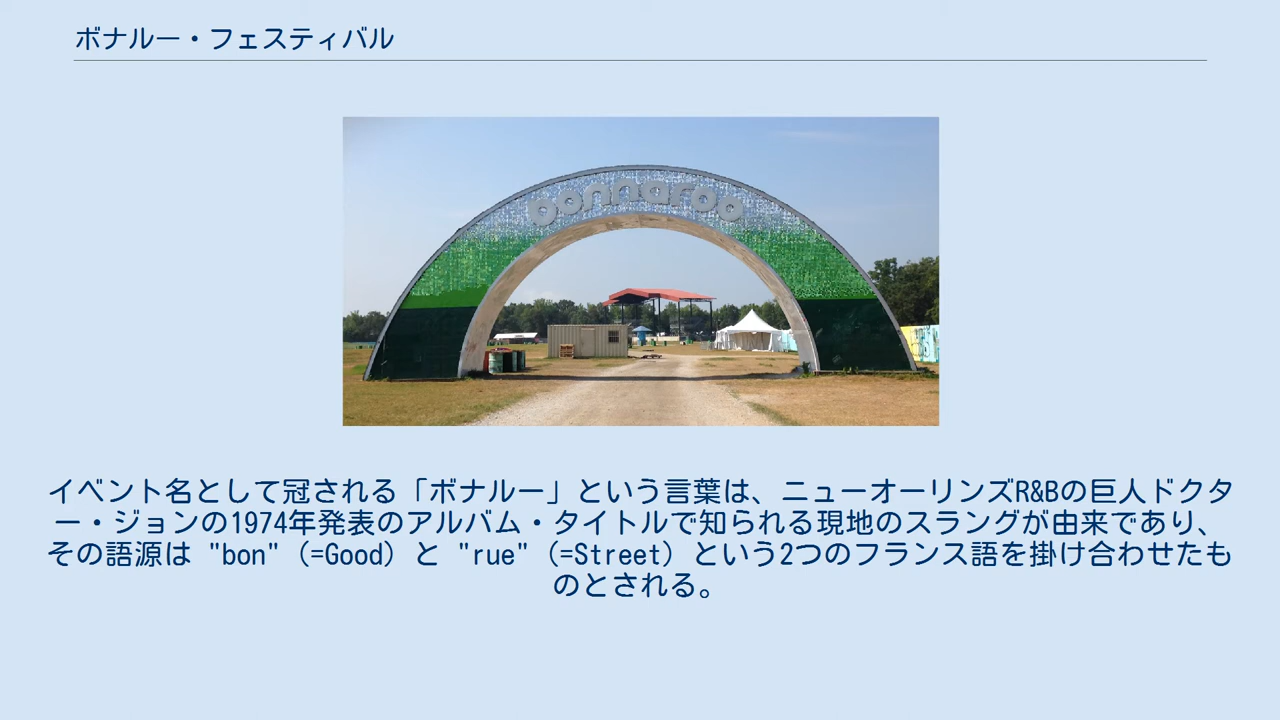 ボナルー・フェスティバル
bonnaroo
イベント名として冠される「ボナルー」という言葉は、ニューオーリンズR&Bの巨人ドクタ
ー・ジョンの1974年発表のアルバム・タイトルで知られる現地のスラングが由来であり、
その語源は "bon"（=Good）と "rue"（=Street）という2つのフランス語を掛け合わせたも
のとされる。